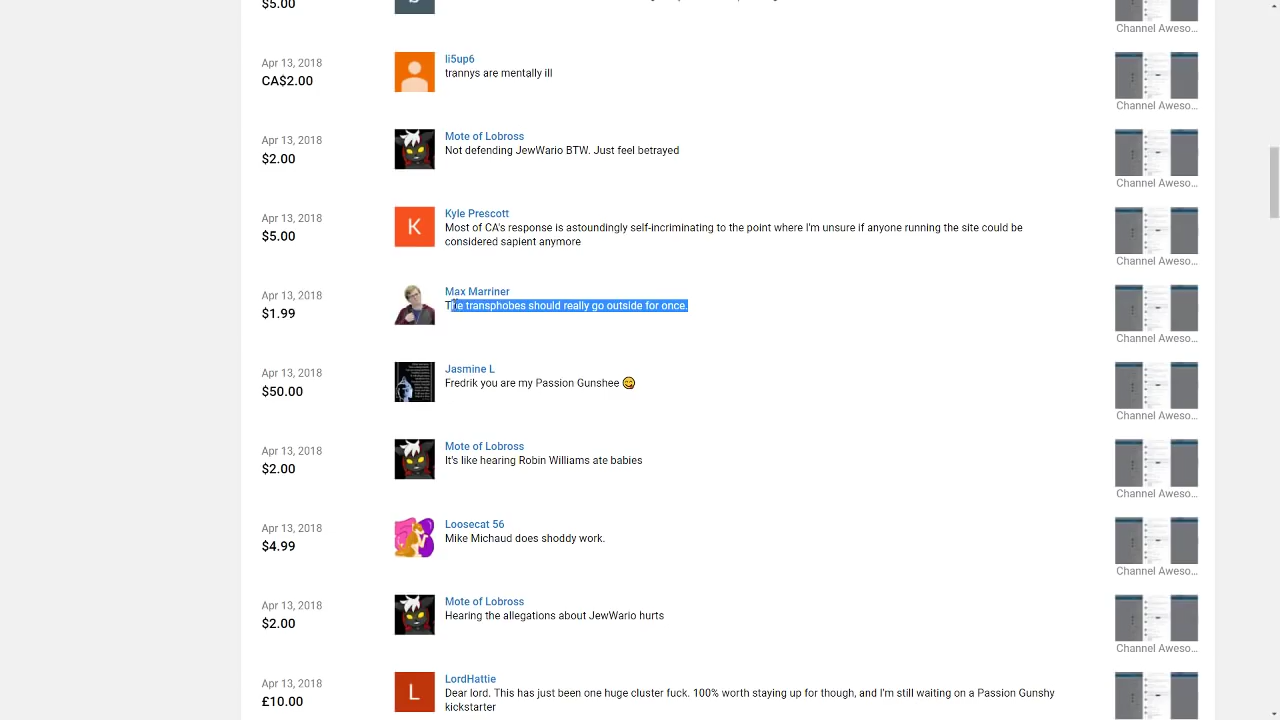 $5.00
Channel Aweso...
Apr 13, 2018
CA$2.00
li5up6
trannys are mentally ill
Channel Aweso...
Apr 13, 2018
$2.00
Mote of Lobross
Not defending JewWario BTW. Just feel betrayed
Channel Aweso...
Apr 13, 2018
$5.00
Kyle Prescott
Most of CA's response is astoundingly self-incriminating to the point where I'm unsure if anyone running the site could be
considered sapient anymore
Channel Aweso...
Apr 13, 2018
$1.99
Max Marriner
The transphobes should really go outside for once.
Channel Aweso...
Apr 13, 2018
$50.00
Jasmine L
Fredrik you are my Passion Gunshee 😋
Channel Aweso...
Apr 13, 2018
$2.00
Mote of Lobross
It's like hearing Robin Williams ate babies
Channel Aweso...
Apr 13, 2018
$4.99
Loosecat 56
Mike Michaud does shoddy work.
Channel Aweso...
Apr 13, 2018
$2.00
Mote of Lobross
Hearing the allegations about JewWario hurts
Channel Aweso...
Apr 13, 2018
£10.00
L
LordHattie
Good lord. This has just been one huge cluster fuck. 100% worth staying up for though, and I'm still waiting on a Passion Gunshy
kickstarter
K